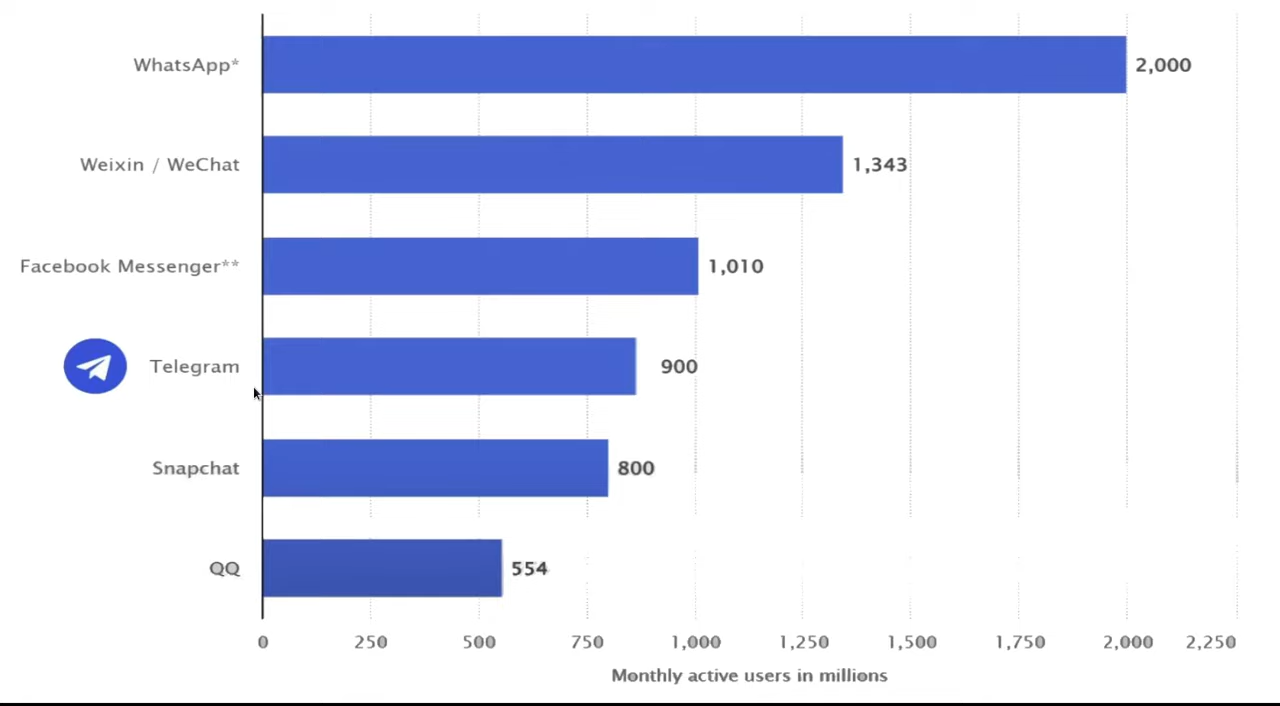 WhatsApp* 2,000
Weixin / WeChat 1,343
Facebook Messenger** 1,010
Telegram 900
Snapchat 800
QQ 554
0 250 500 750 1,000 1,250 1,500 1,750 2,000 2,250
Monthly active users in millions